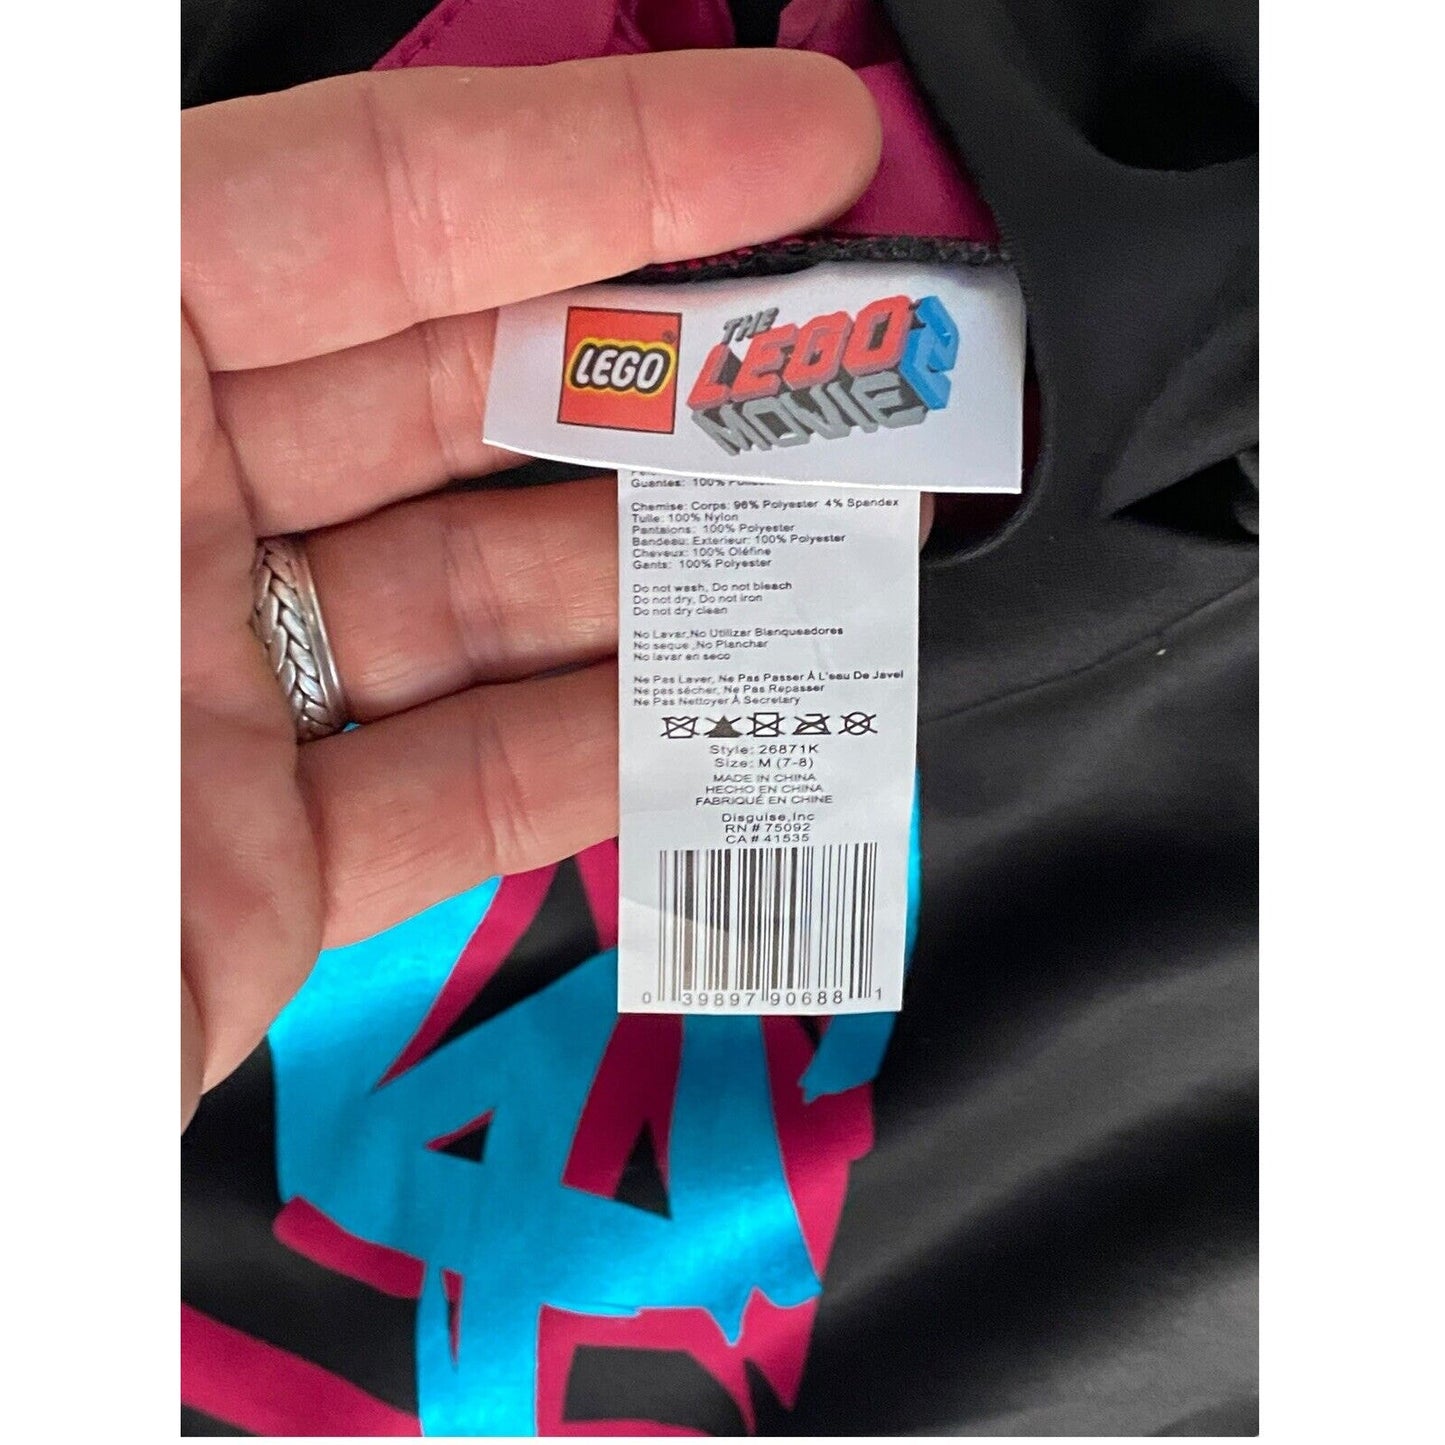 LEGO
THE
LEGO 2
MOVIE
Guantes: 100%
Chemise: Corps: 96% Polyester 4% Spandex
Tulle: 100% Nylon
Pantalons: 100% Polyester
Bandeau: Exterieur: 100% Polyester
Cheveux: 100% Oléfine
Gants: 100% Polyester
Do not wash, Do not bleach
Do not dry, Do not iron
Do not dry clean
No Lavar,No Utilizar Blanqueadores
No seque ,No Planchar
No lavar en seco
Ne Pas Laver, Ne Pas Passer À L'eau De Javel
Ne pas sécher, Ne Pas Repasser
Ne Pas Nettoyer À Secretary
Style: 26871K
Size: M (7-8)
MADE IN CHINA
HECHO EN CHINA
FABRIQUÉ EN CHINE
Disguise,Inc
RN # 75092
CA # 41535
0 39897 90688 1